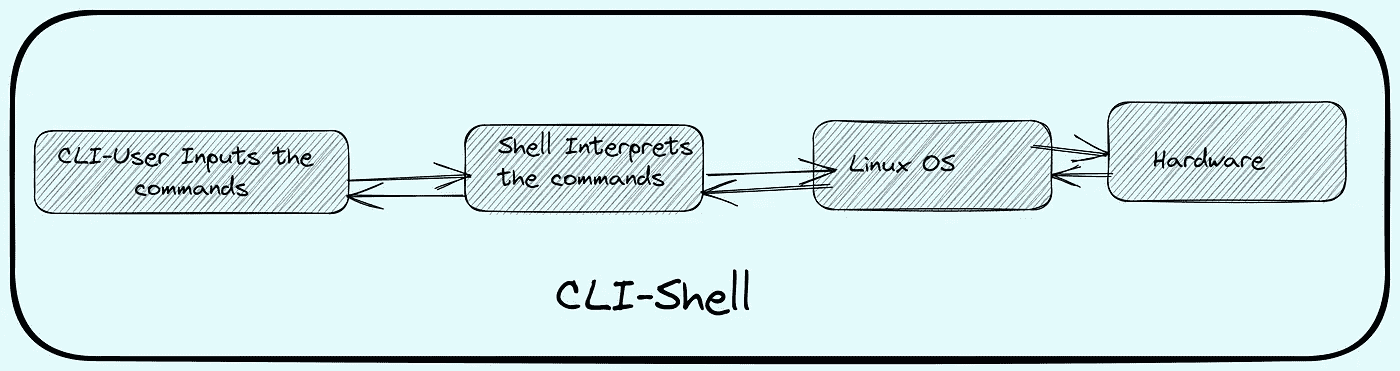 CLI-User Inputs the
commands
Shell Interprets
the commands
Linux OS
Hardware
CLI-Shell